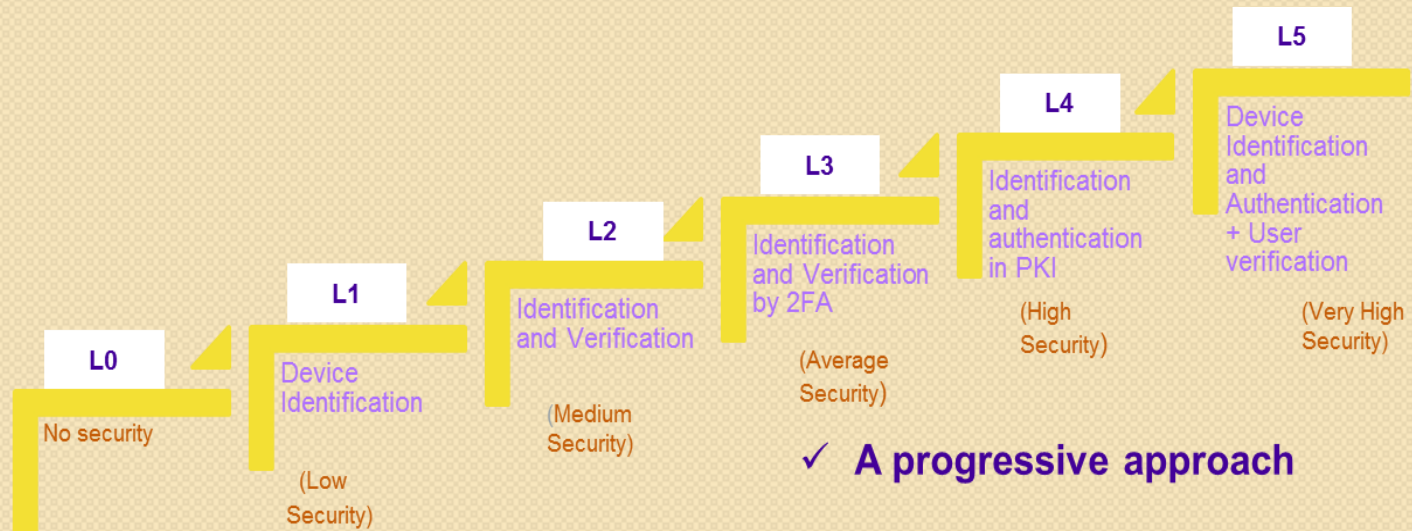 L0
No security
L1
Device
Identification
(Low
Security)
L2
Identification
and Verification
(Medium
Security)
L3
Identification
and Verification
by 2FA
(Average
Security)
L4
Identification
and
authentication
in PKI
(High
Security)
L5
Device
Identification
and
Authentication
+ User
verification
(Very High
Security)
✓ A progressive approach